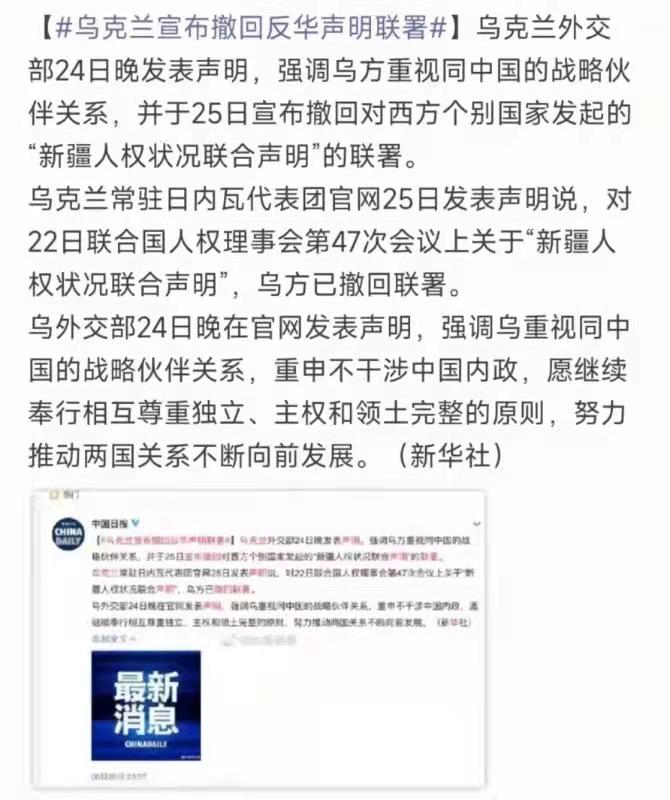 【#乌克兰宣布撤回反华声明联署#】乌克兰外交
部24日晚发表声明，强调乌方重视同中国的战略伙
伴关系，并于25日宣布撤回对西方个别国家发起的
“新疆人权状况联合声明”的联署。
乌克兰常驻日内瓦代表团官网25日发表声明说，对
22日联合国人权理事会第47次会议上关于“新疆人
权状况联合声明”，乌方已撤回联署。
乌外交部24日晚在官网发表声明，强调乌重视同中
国的战略伙伴关系，重申不干涉中国内政，愿继续
奉行相互尊重独立、主权和领土完整的原则，努力
推动两国关系不断向前发展。（新华社）
热门
CHINA
DAILY
中国日报
【#乌克兰宣布撤回反华声明联署#】乌克兰外交部24日晚发表声明，强调乌方重视同中国的战
略伙伴关系，并于25日宣布撤回对西方个别国家发起的“新疆人权状况联合声明”的联署。
乌克兰常驻日内瓦代表团官网25日发表声明说，对22日联合国人权理事会第47次会议上关于“新
疆人权状况联合声明”，乌方已撤回联署。
乌外交部24日晚在官网发表声明，强调乌重视同中国的战略伙伴关系，重申不干涉中国内政，愿
继续奉行相互尊重独立、主权和领土完整的原则，努力推动两国关系不断向前发展。（新华社）
收起全文
最新
消息
CHINADAILY